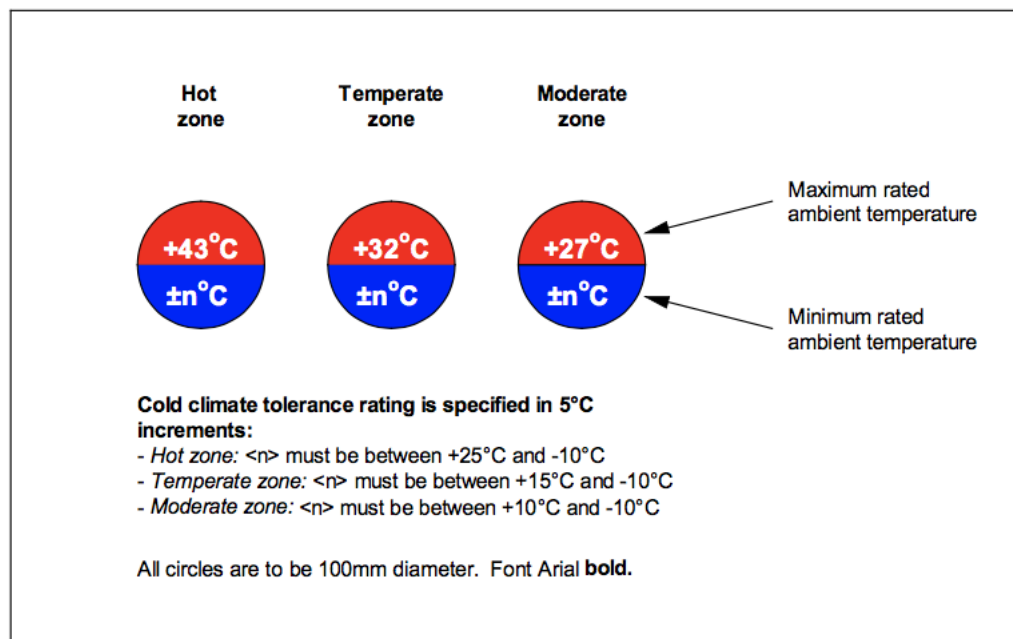 Hot
zone
Temperate
zone
Moderate
zone
+43°C
±n°C
+32°C
±n°C
+27°C
±n°C
Maximum rated
ambient temperature
Minimum rated
ambient temperature
Cold climate tolerance rating is specified in 5°C
increments:
- Hot zone: <n> must be between +25°C and -10°C
- Temperate zone: <n> must be between +15°C and -10°C
- Moderate zone: <n> must be between +10°C and -10°C
All circles are to be 100mm diameter. Font Arial bold.